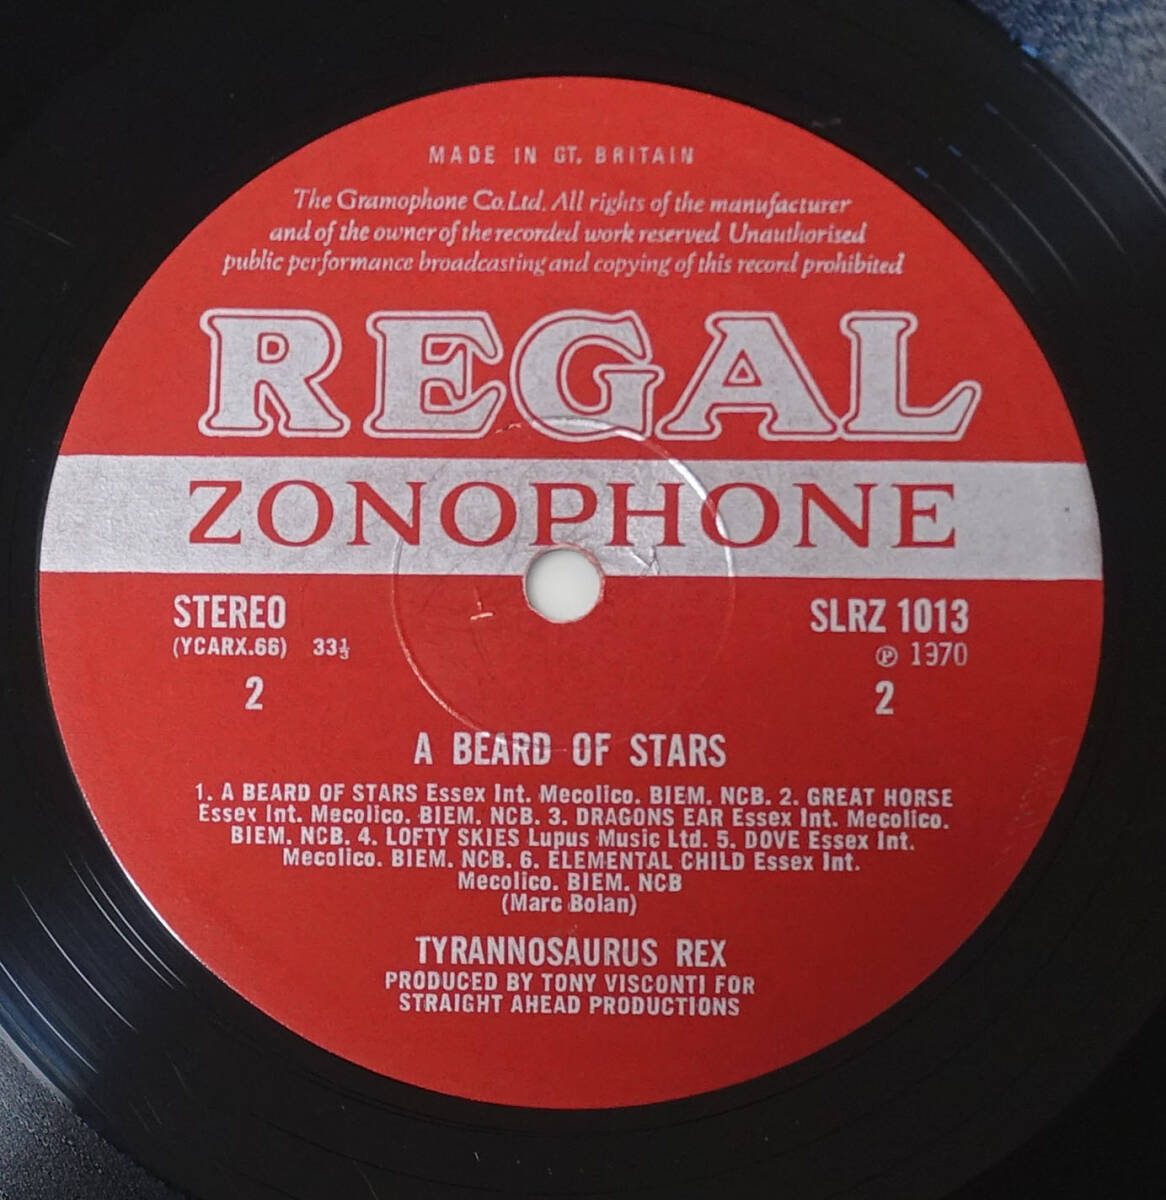 MADE IN GT. BRITAIN
The Gramophone Co. Ltd. All rights of the manufacturer
and of the owner of the recorded work reserved Unauthorised
public performance broadcasting and copying of this record prohibited
REGAL
ZONOPHONE
STEREO
(YCARX.66) 33⅓
2
SLRZ 1013
℗ 1970
2
A BEARD OF STARS
1. A BEARD OF STARS Essex Int. Mecolico. BIEM. NCB. 2. GREAT HORSE
Essex Int. Mecolico. BIEM. NCB. 3. DRAGONS EAR Essex Int. Mecolico.
BIEM. NCB. 4. LOFTY SKIES Lupus Music Ltd. 5. DOVE Essex Int.
Mecolico. BIEM. NCB. 6. ELEMENTAL CHILD Essex Int.
Mecolico. BIEM. NCB
(Marc Bolan)
TYRANNOSAURUS REX
PRODUCED BY TONY VISCONTI FOR
STRAIGHT AHEAD PRODUCTIONS